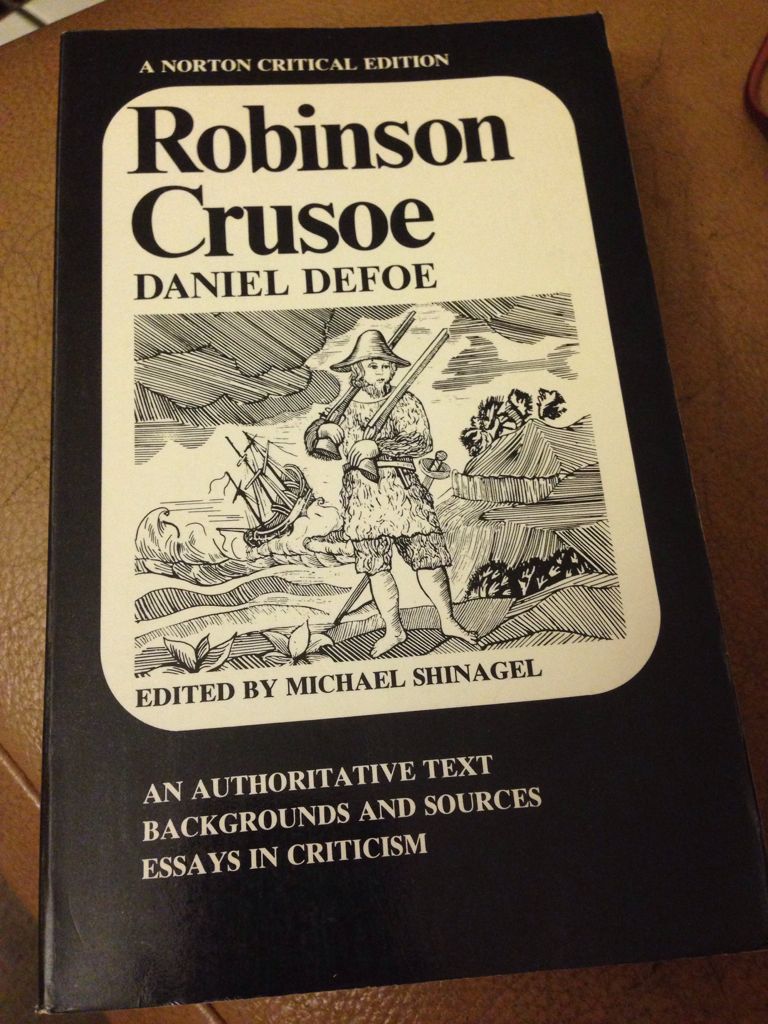 A NORTON CRITICAL EDITION
Robinson
Crusoe
DANIEL DEFOE
EDITED BY MICHAEL SHINAGEL
AN AUTHORITATIVE TEXT
BACKGROUNDS AND SOURCES
ESSAYS IN CRITICISM